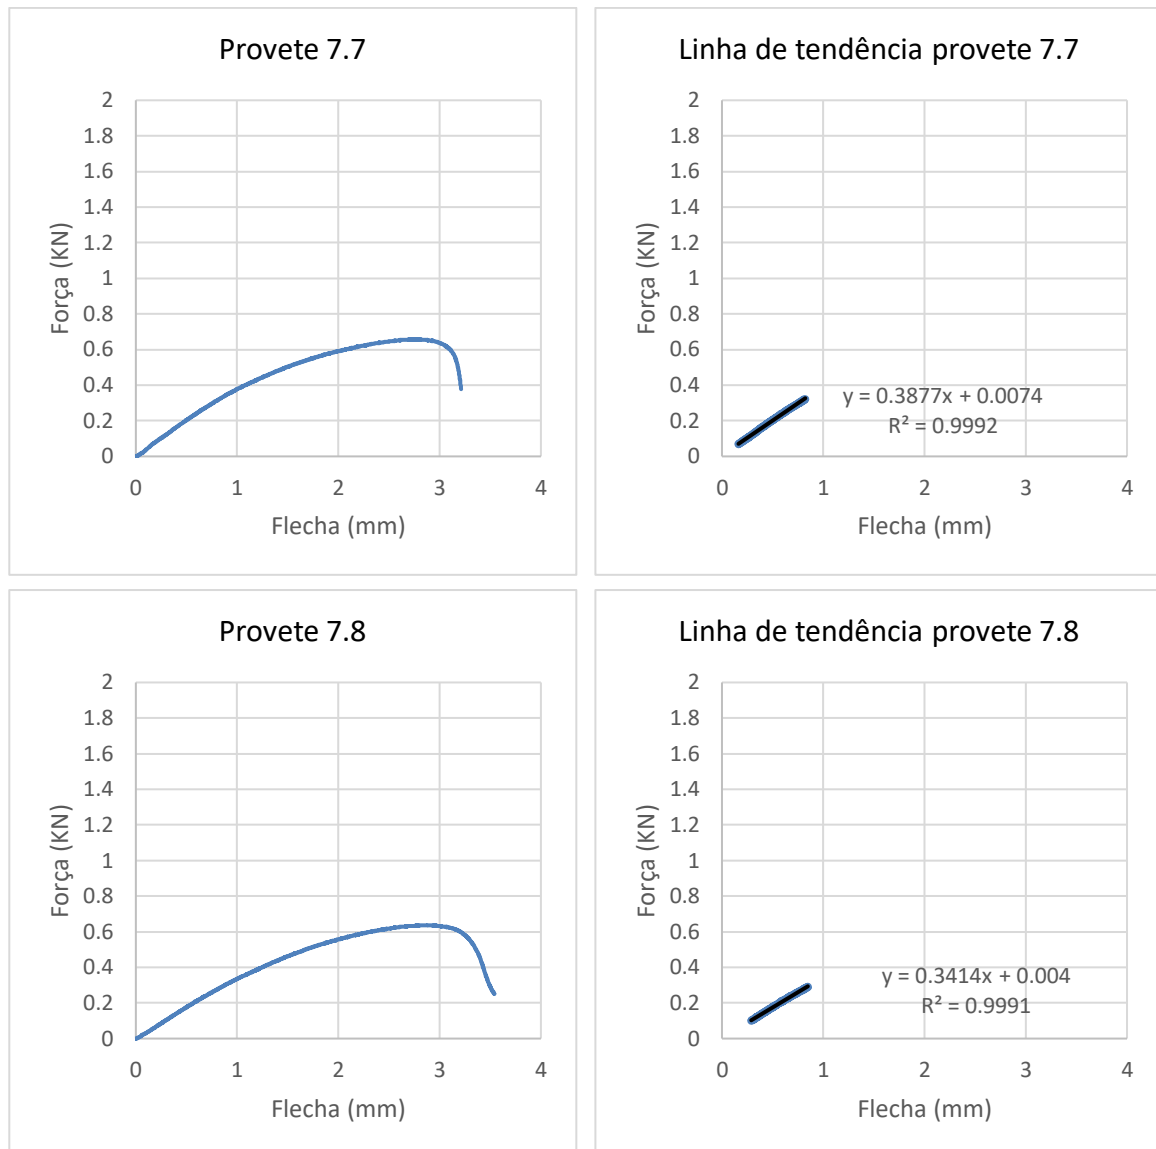 Provete 7.7
2
1.8
1.6
1.4
1.2
1
0.8
0.6
0.4
0.2
0
0 1 2 3 4
Força (KN)
Flecha (mm)
Linha de tendência provete 7.7
2
1.8
1.6
1.4
1.2
1
0.8
0.6
0.4
0.2
0
0 1 2 3 4
Força (KN)
Flecha (mm)
y = 0.3877x + 0.0074
R² = 0.9992
Provete 7.8
2
1.8
1.6
1.4
1.2
1
0.8
0.6
0.4
0.2
0
0 1 2 3 4
Força (KN)
Flecha (mm)
Linha de tendência provete 7.8
2
1.8
1.6
1.4
1.2
1
0.8
0.6
0.4
0.2
0
0 1 2 3 4
Força (KN)
Flecha (mm)
y = 0.3414x + 0.004
R² = 0.9991